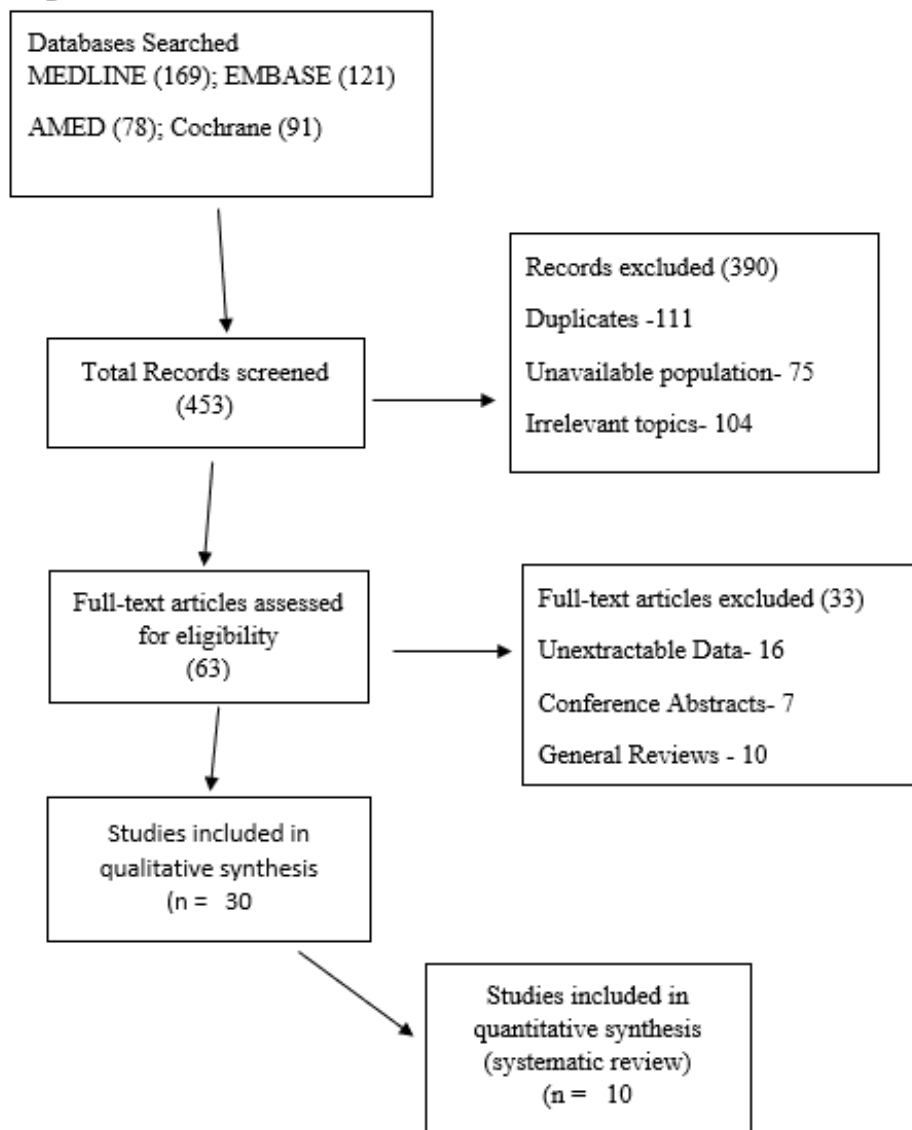 Databases Searched
MEDLINE (169); EMBASE (121)
AMED (78); Cochrane (91)
Records excluded (390)
Duplicates -111
Unavailable population- 75
Irrelevant topics- 104
Total Records screened
(453)
Full-text articles assessed
for eligibility
(63)
Full-text articles excluded (33)
Unextractable Data- 16
Conference Abstracts- 7
General Reviews - 10
Studies included in
qualitative synthesis
(n = 30
Studies included in
quantitative synthesis
(systematic review)
(n = 10